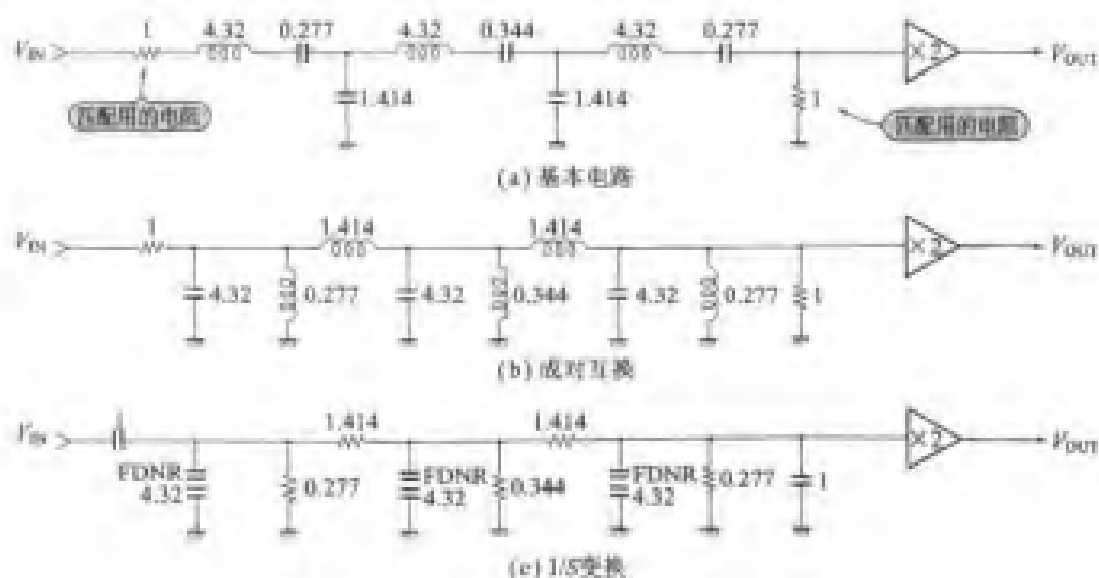 1 4.32 0.277 4.32 0.344 4.32 0.277
V_IN ×2 V_OUT
1.414 1.414 1
匹配用的电阻 匹配用的电阻
(a) 基本电路
1 1.414 1.414
V_IN ×2 V_OUT
4.32 0.277 4.32 0.344 4.32 0.277 1
(b) 成对互换
1 1.414 1.414
V_IN ×2 V_OUT
FDNR 4.32 0.277 FDNR 4.32 0.344 FDNR 4.32 0.277 1
(c) 1/S变换